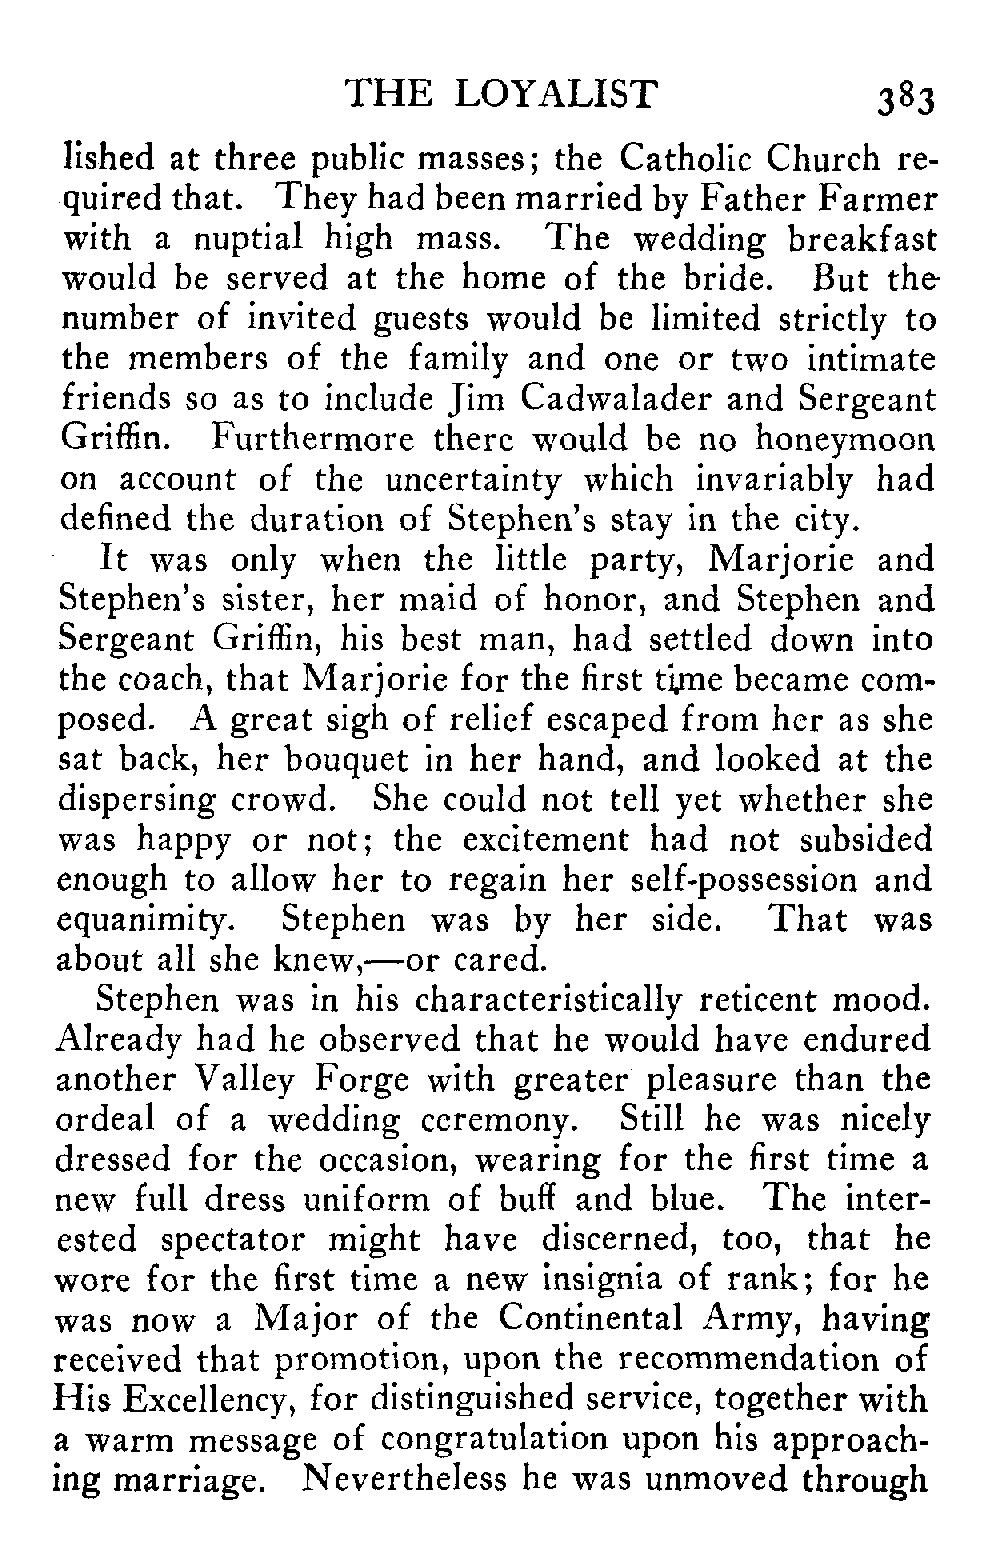 THE LOYALIST 383
lished at three public masses; the Catholic Church re-
quired that. They had been married by Father Farmer
with a nuptial high mass. The wedding breakfast
would be served at the home of the bride. But the
number of invited guests would be limited strictly to
the members of the family and one or two intimate
friends so as to include Jim Cadwalader and Sergeant
Griffin. Furthermore there would be no honeymoon
on account of the uncertainty which invariably had
defined the duration of Stephen's stay in the city.
It was only when the little party, Marjorie and
Stephen's sister, her maid of honor, and Stephen and
Sergeant Griffin, his best man, had settled down into
the coach, that Marjorie for the first time became com-
posed. A great sigh of relief escaped from her as she
sat back, her bouquet in her hand, and looked at the
dispersing crowd. She could not tell yet whether she
was happy or not; the excitement had not subsided
enough to allow her to regain her self-possession and
equanimity. Stephen was by her side. That was
about all she knew,—or cared.
Stephen was in his characteristically reticent mood.
Already had he observed that he would have endured
another Valley Forge with greater pleasure than the
ordeal of a wedding ceremony. Still he was nicely
dressed for the occasion, wearing for the first time a
new full dress uniform of buff and blue. The inter-
ested spectator might have discerned, too, that he
wore for the first time a new insignia of rank; for he
was now a Major of the Continental Army, having
received that promotion, upon the recommendation of
His Excellency, for distinguished service, together with
a warm message of congratulation upon his approach-
ing marriage. Nevertheless he was unmoved through